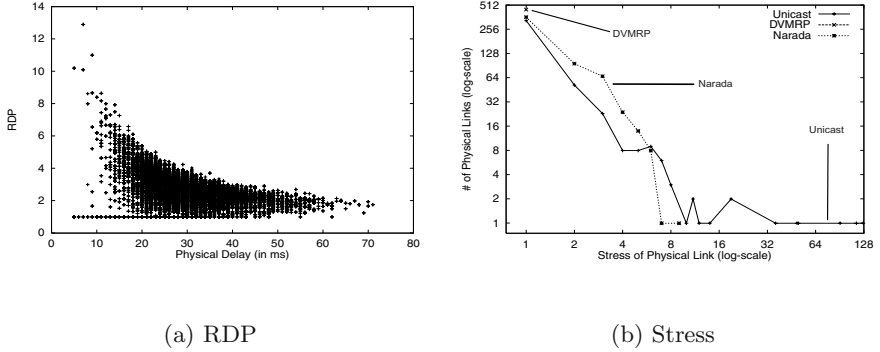 14
12
10
8
6
4
2
0
RDP
0 10 20 30 40 50 60 70 80
Physical Delay (in ms)
(a) RDP
512
256
128
64
32
16
8
4
2
1
# of Physical Links (log-scale)
Unicast
DVMRP
Narada
DVMRP
Narada
Unicast
1 2 4 8 16 32 64 128
Stress of Physical Link (log-scale)
(b) Stress